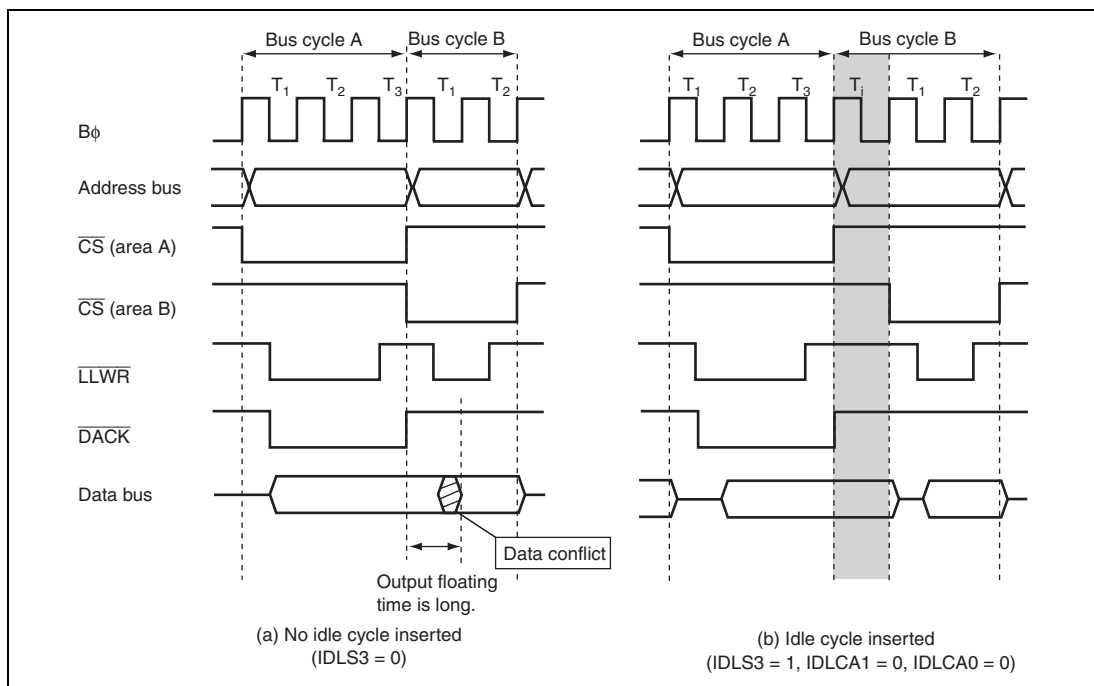 Bus cycle A Bus cycle B Bus cycle A Bus cycle B
T1 T2 T3 T1 T2 T1 T2 T3 Ti T1 T2
Bϕ
Address bus
CS (area A)
CS (area B)
LLWR
DACK
Data bus
Data conflict
Output floating
time is long.
(a) No idle cycle inserted
(IDLS3 = 0)
(b) Idle cycle inserted
(IDLS3 = 1, IDLCA1 = 0, IDLCA0 = 0)